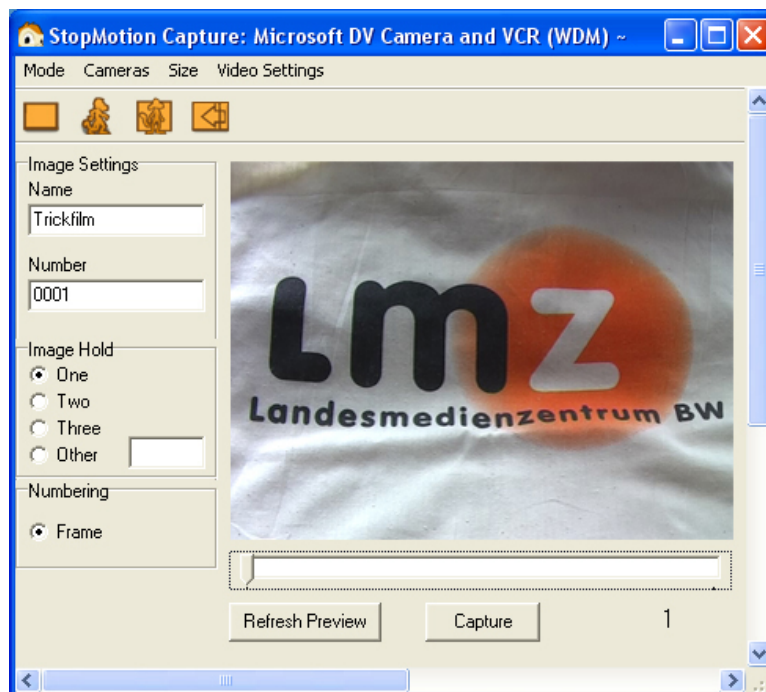 StopMotion Capture: Microsoft DV Camera and VCR (WDM) ~
Mode Cameras Size Video Settings
Image Settings
Name
Trickfilm
Number
0001
Image Hold
One
Two
Three
Other
Numbering
Frame
Lmz
Landesmedienzentrum BW
Refresh Preview Capture 1